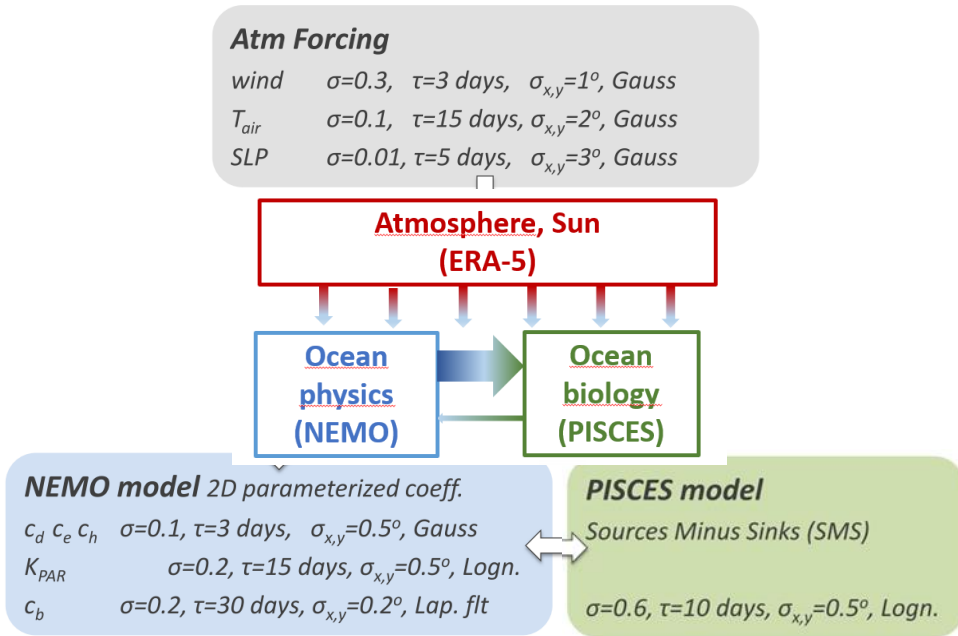 Atm Forcing
wind σ=0.3, τ=3 days, σx,y=1º, Gauss
Tair σ=0.1, τ=15 days, σx,y=2º, Gauss
SLP σ=0.01, τ=5 days, σx,y=3º, Gauss
Atmosphere, Sun
(ERA-5)
Ocean
physics
(NEMO)
Ocean
biology
(PISCES)
NEMO model 2D parameterized coeff.
cd ce ch σ=0.1, τ=3 days, σx,y=0.5º, Gauss
KPAR σ=0.2, τ=15 days, σx,y=0.5º, Logn.
cb σ=0.2, τ=30 days, σx,y=0.2º, Lap. flt
PISCES model
Sources Minus Sinks (SMS)
σ=0.6, τ=10 days, σx,y=0.5º, Logn.